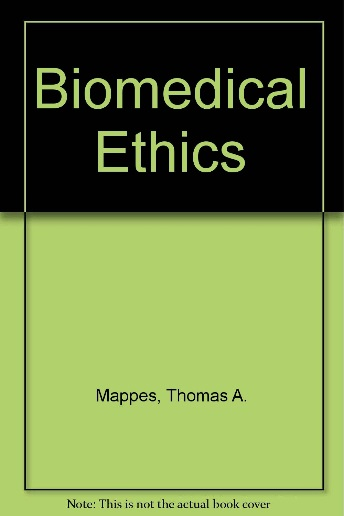 Biomedical
Ethics
Mappes, Thomas A.
Note: This is not the actual book cover